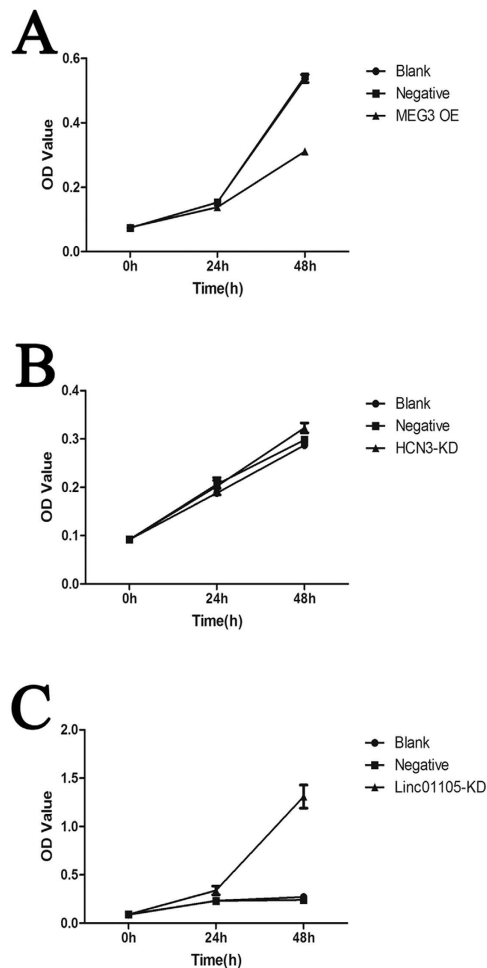 A
0.6
0.4
0.2
0.0
OD Value
0h 24h 48h
Time(h)
Blank
Negative
MEG3 OE
B
0.4
0.3
0.2
0.1
0.0
OD Value
0h 24h 48h
Time(h)
Blank
Negative
HCN3-KD
C
2.0
1.5
1.0
0.5
0.0
OD Value
0h 24h 48h
Time(h)
Blank
Negative
Linc01105-KD